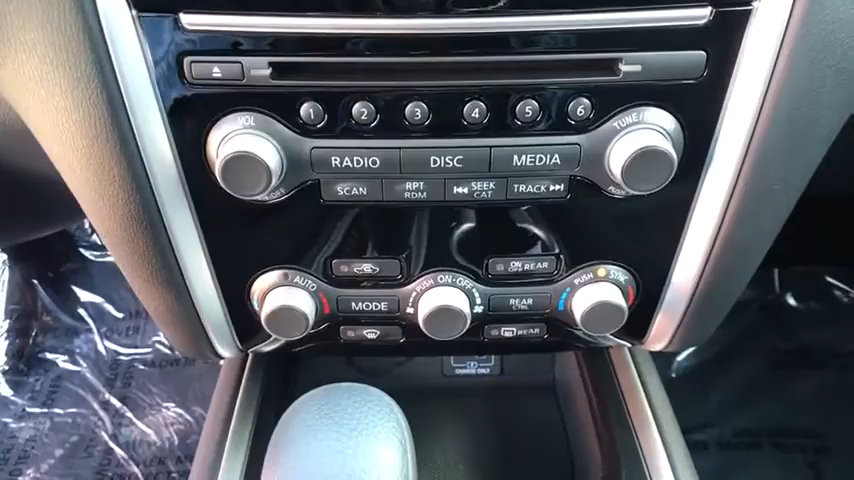 VOL
1 2 3 4 5 6
TUNE/
RADIO DISC MEDIA
SCAN RPT RDM SEEK CAT TRACK
PUSH
AUTO PUSH ON·OFF PUSH SYNC
ON REAR
MODE REAR CTRL
REAR
CHARGE ONLY